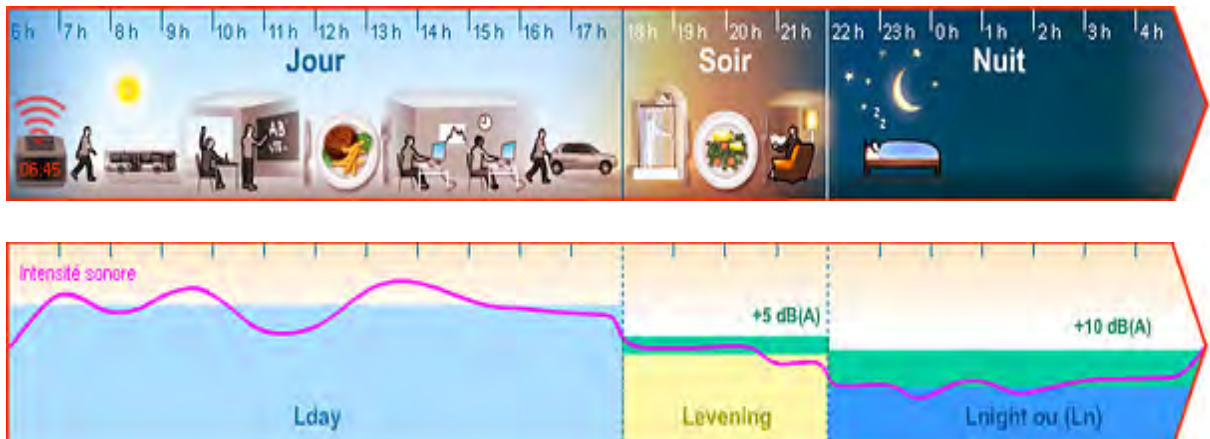 6 h 7 h 8 h 9 h 10 h 11 h 12 h 13 h 14 h 15 h 16 h 17 h 18 h 19 h 20 h 21 h 22 h 23 h 0 h 1 h 2 h 3 h 4 h
Jour Soir Nuit
AB
06:45
z z
Intensité sonore
+5 dB(A)
+10 dB(A)
Lday Levening Lnight ou (Ln)